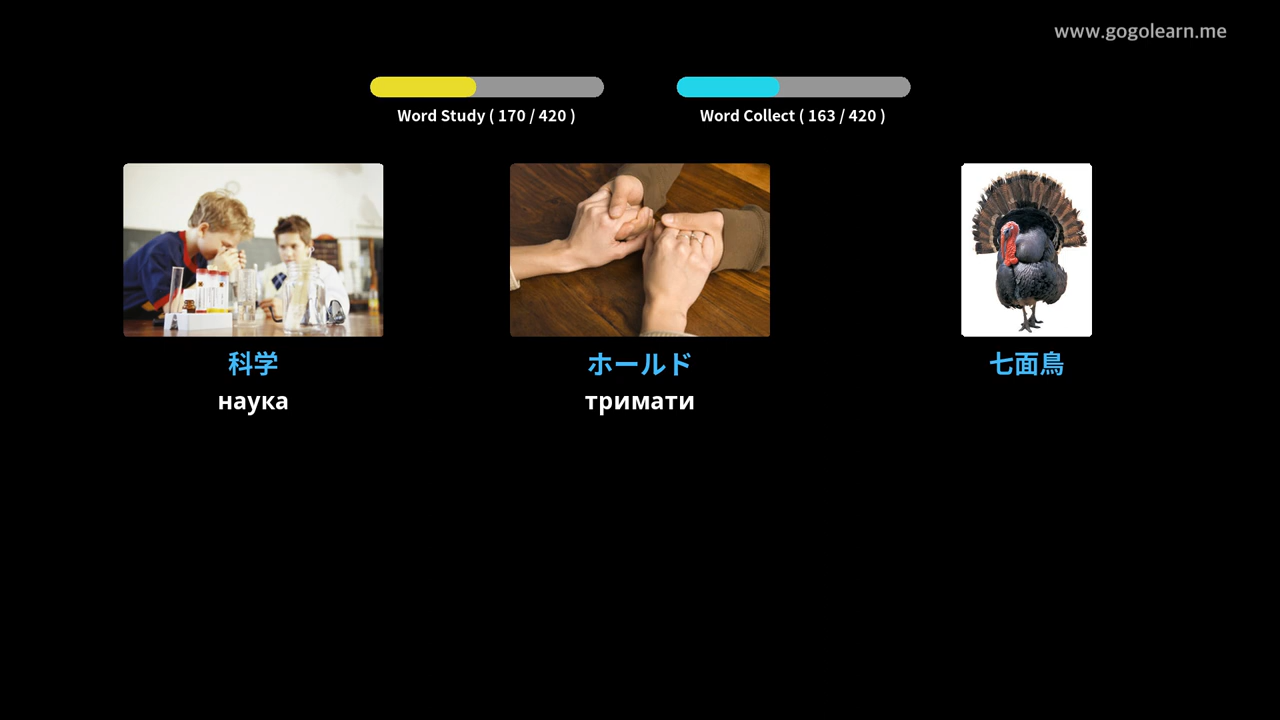 www.gogolearn.me
Word Study ( 170 / 420 )
Word Collect ( 163 / 420 )
科学
наука
ホールド
тримати
七面鳥